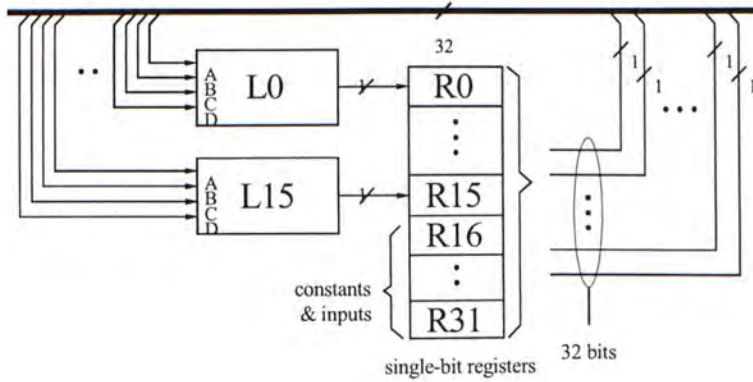 32
1
1
1
1
A
B
C
D
L0
R0
A
B
C
D
L15
R15
R16
constants
& inputs
R31
single-bit registers
32 bits